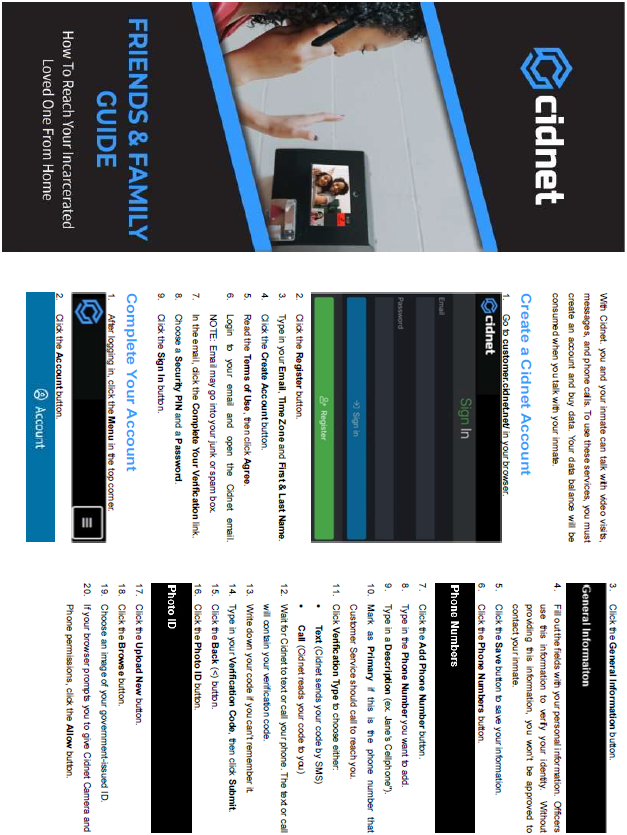 cidnet
FRIENDS & FAMILY
GUIDE
How To Reach Your Incarcerated
Loved One From Home
With Cidnet, you and your inmate can talk with video visits,
messages, and phone calls. To use these services, you must
create an account and buy data. Your data balance will be
consumed when you talk with your inmate.
Create a Cidnet Account
1. Go to customer.cidnet.net/ in your browser.
cidnet
Sign In
Email
Password
Sign In
Register
2. Click the Register button.
3. Type in your Email, Time Zone and First & Last Name.
4. Click the Create Account button.
5. Read the Terms of Use, then click Agree.
6. Login to your email and open the Cidnet email.
NOTE: Email may go into your junk or spam box.
7. In the email, click the Complete Your Verification link.
8. Choose a Security PIN and a Password.
9. Click the Sign In button.
Complete Your Account
1. After logging in, click the Menu in the top corner.
2. Click the Account button.
Account
3. Click the General Information button.
General Informaiton
4. Fill out the fields with your personal information. Officers
use this information to verify your identity. Without
providing this information, you won't be approved to
contact your inmate.
5. Click the Save button to save your information.
6. Click the Phone Numbers button.
Phone Numbers
7. Click the Add Phone Number button.
8. Type in the Phone Number you want to add.
9. Type in a Description (ex. Jane's Cellphone").
10. Mark as Primary if this is the phone number that
Customer Service should call to reach you.
11. Click Verification Type to choose either:
• Text (Cidnet sends your code by SMS)
• Call (Cidnet reads your code to you)
12. Wait for Cidnet to text or call your phone. The text or call
will contain your verification code.
13. Write down your code if you can't remember it.
14. Type in your Verification Code, then click Submit.
15. Click the Back (<) button.
16. Click the Photo ID button.
Photo ID
17. Click the Upload New button.
18. Click the Browse button.
19. Choose an image of your government-issued ID.
20. If your browser prompts you to give Cidnet Camera and
Phone permissions, click the Allow button.